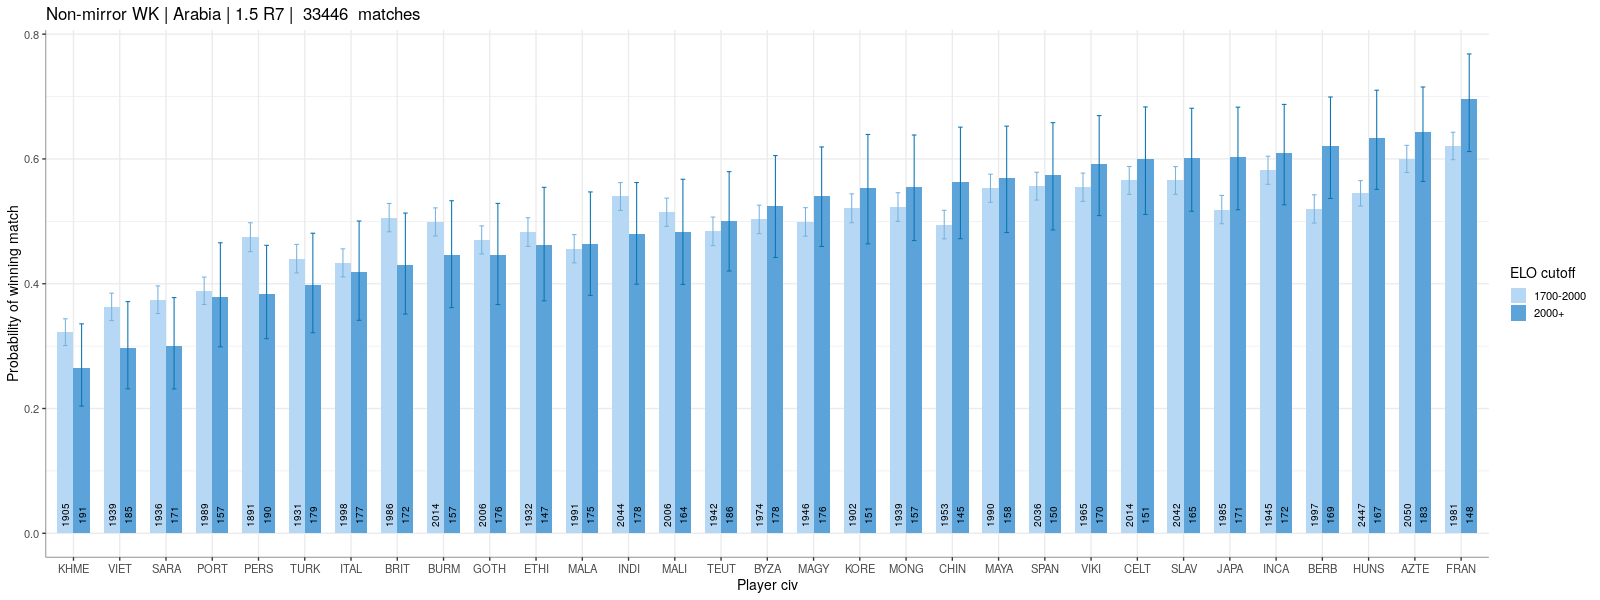 Non-mirror WK | Arabia | 1.5 R7 |  33446  matches
0.8
0.6
0.4
0.2
0.0
Probability of winning match
1905 191 1939 185 1936 171 1989 157 1891 190 1931 179 1998 177 1986 172 2014 157 2006 176 1932 147 1991 175 2044 178 2006 164 1942 186 1974 178 1946 176 1902 151 1939 157 1953 145 1990 158 2036 150 1965 170 2014 151 2042 165 1985 171 1945 172 1997 169 2447 167 2050 183 1981 148
KHME VIET SARA PORT PERS TURK ITAL BRIT BURM GOTH ETHI MALA INDI MALI TEUT BYZA MAGY KORE MONG CHIN MAYA SPAN VIKI CELT SLAV JAPA INCA BERB HUNS AZTE FRAN
Player civ
ELO cutoff
1700-2000
2000+